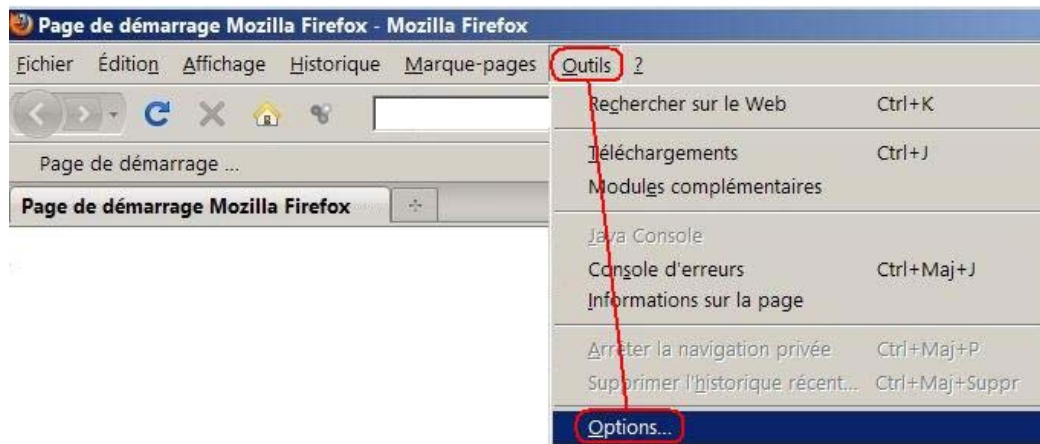 Page de démarrage Mozilla Firefox - Mozilla Firefox
Fichier Édition Affichage Historique Marque-pages Outils ?
Page de démarrage ...
Page de démarrage Mozilla Firefox
Rechercher sur le Web Ctrl+K
Téléchargements Ctrl+J
Modules complémentaires
Java Console
Console d'erreurs Ctrl+Maj+J
Informations sur la page
Arrêter la navigation privée Ctrl+Maj+P
Supprimer l'historique récent... Ctrl+Maj+Suppr
Options...